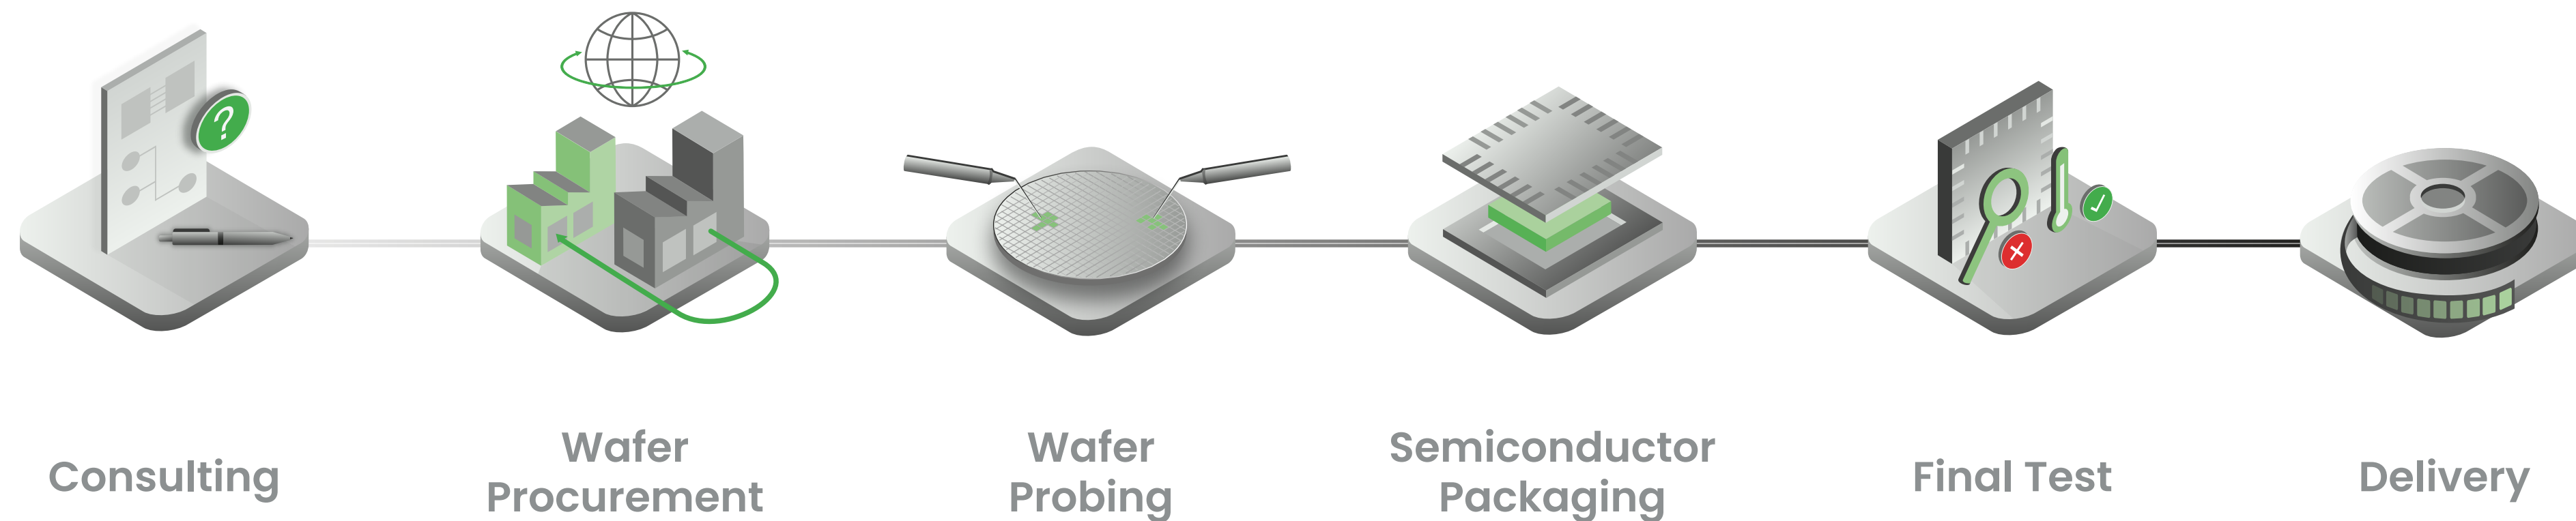 ?
Consulting
Wafer
Procurement
Wafer
Probing
Semiconductor
Packaging
Final Test
Delivery